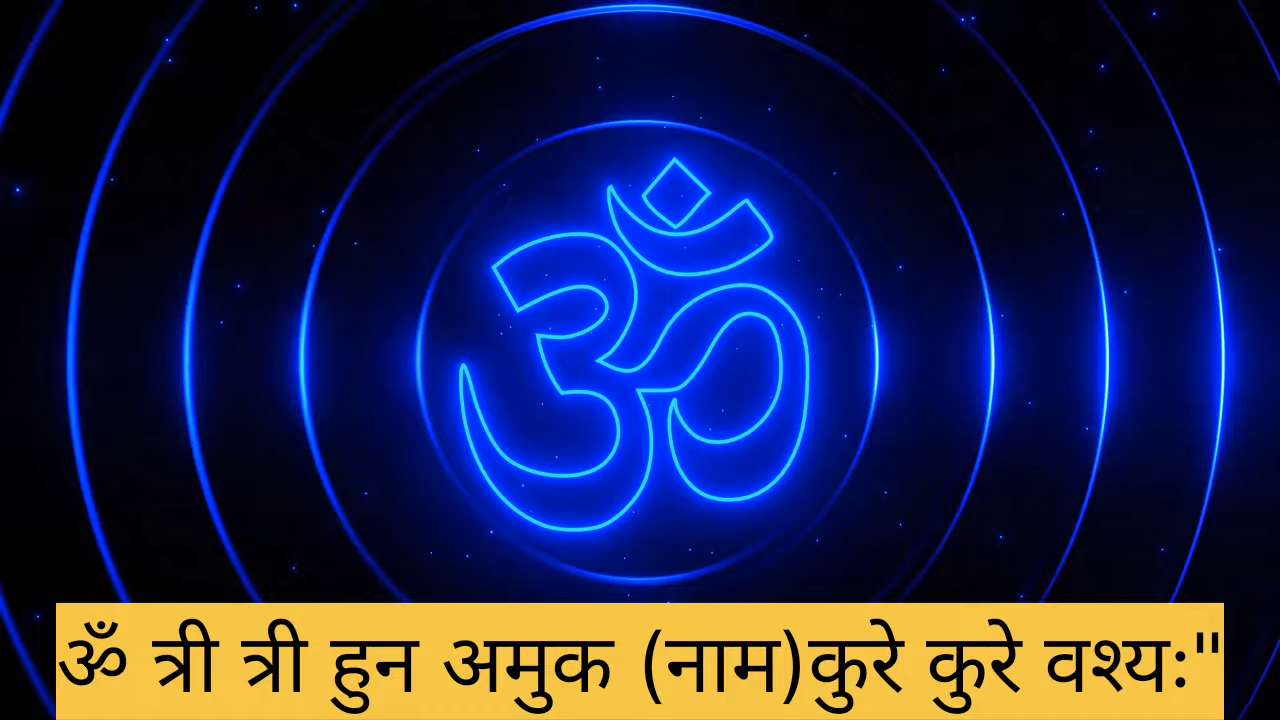 ॐ
ॐ त्री त्री हुन अमुक (नाम)कुरे कुरे वश्यः"